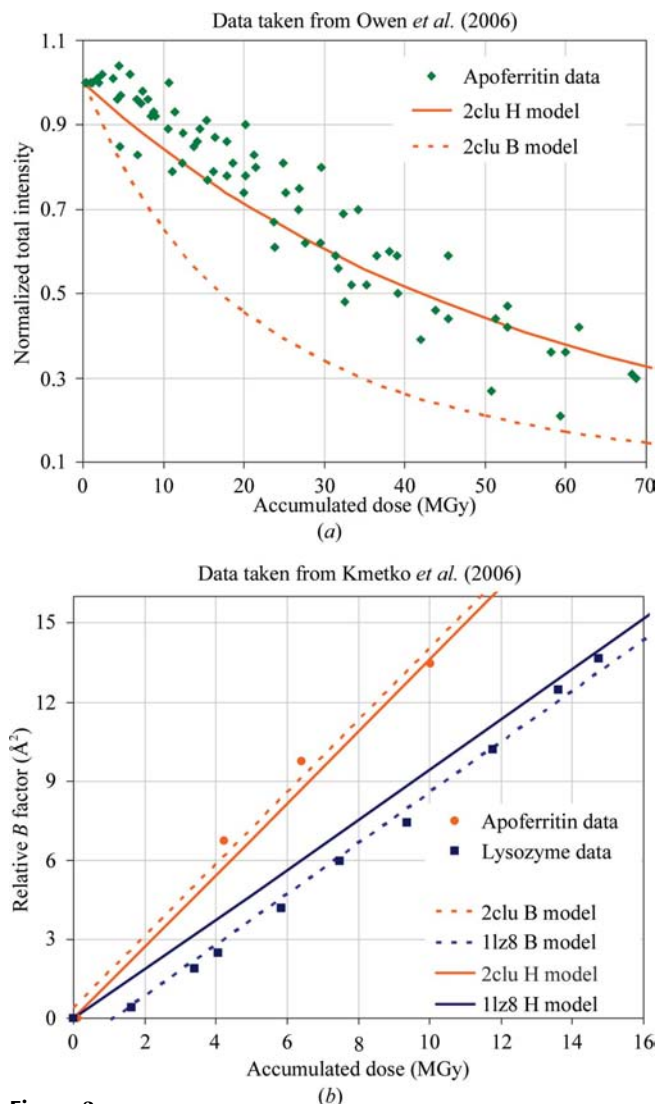 Data taken from Owen et al. (2006)
1.1
0.9
0.7
0.5
0.3
0.1
Normalized total intensity
Apoferritin data
2clu H model
2clu B model
0 10 20 30 40 50 60 70
Accumulated dose (MGy)
(a)
Data taken from Kmetko et al. (2006)
15
12
9
6
3
0
Relative B factor (Å²)
Apoferritin data
Lysozyme data
2clu B model
1lz8 B model
2clu H model
1lz8 H model
0 2 4 6 8 10 12 14 16
Accumulated dose (MGy)
(b)